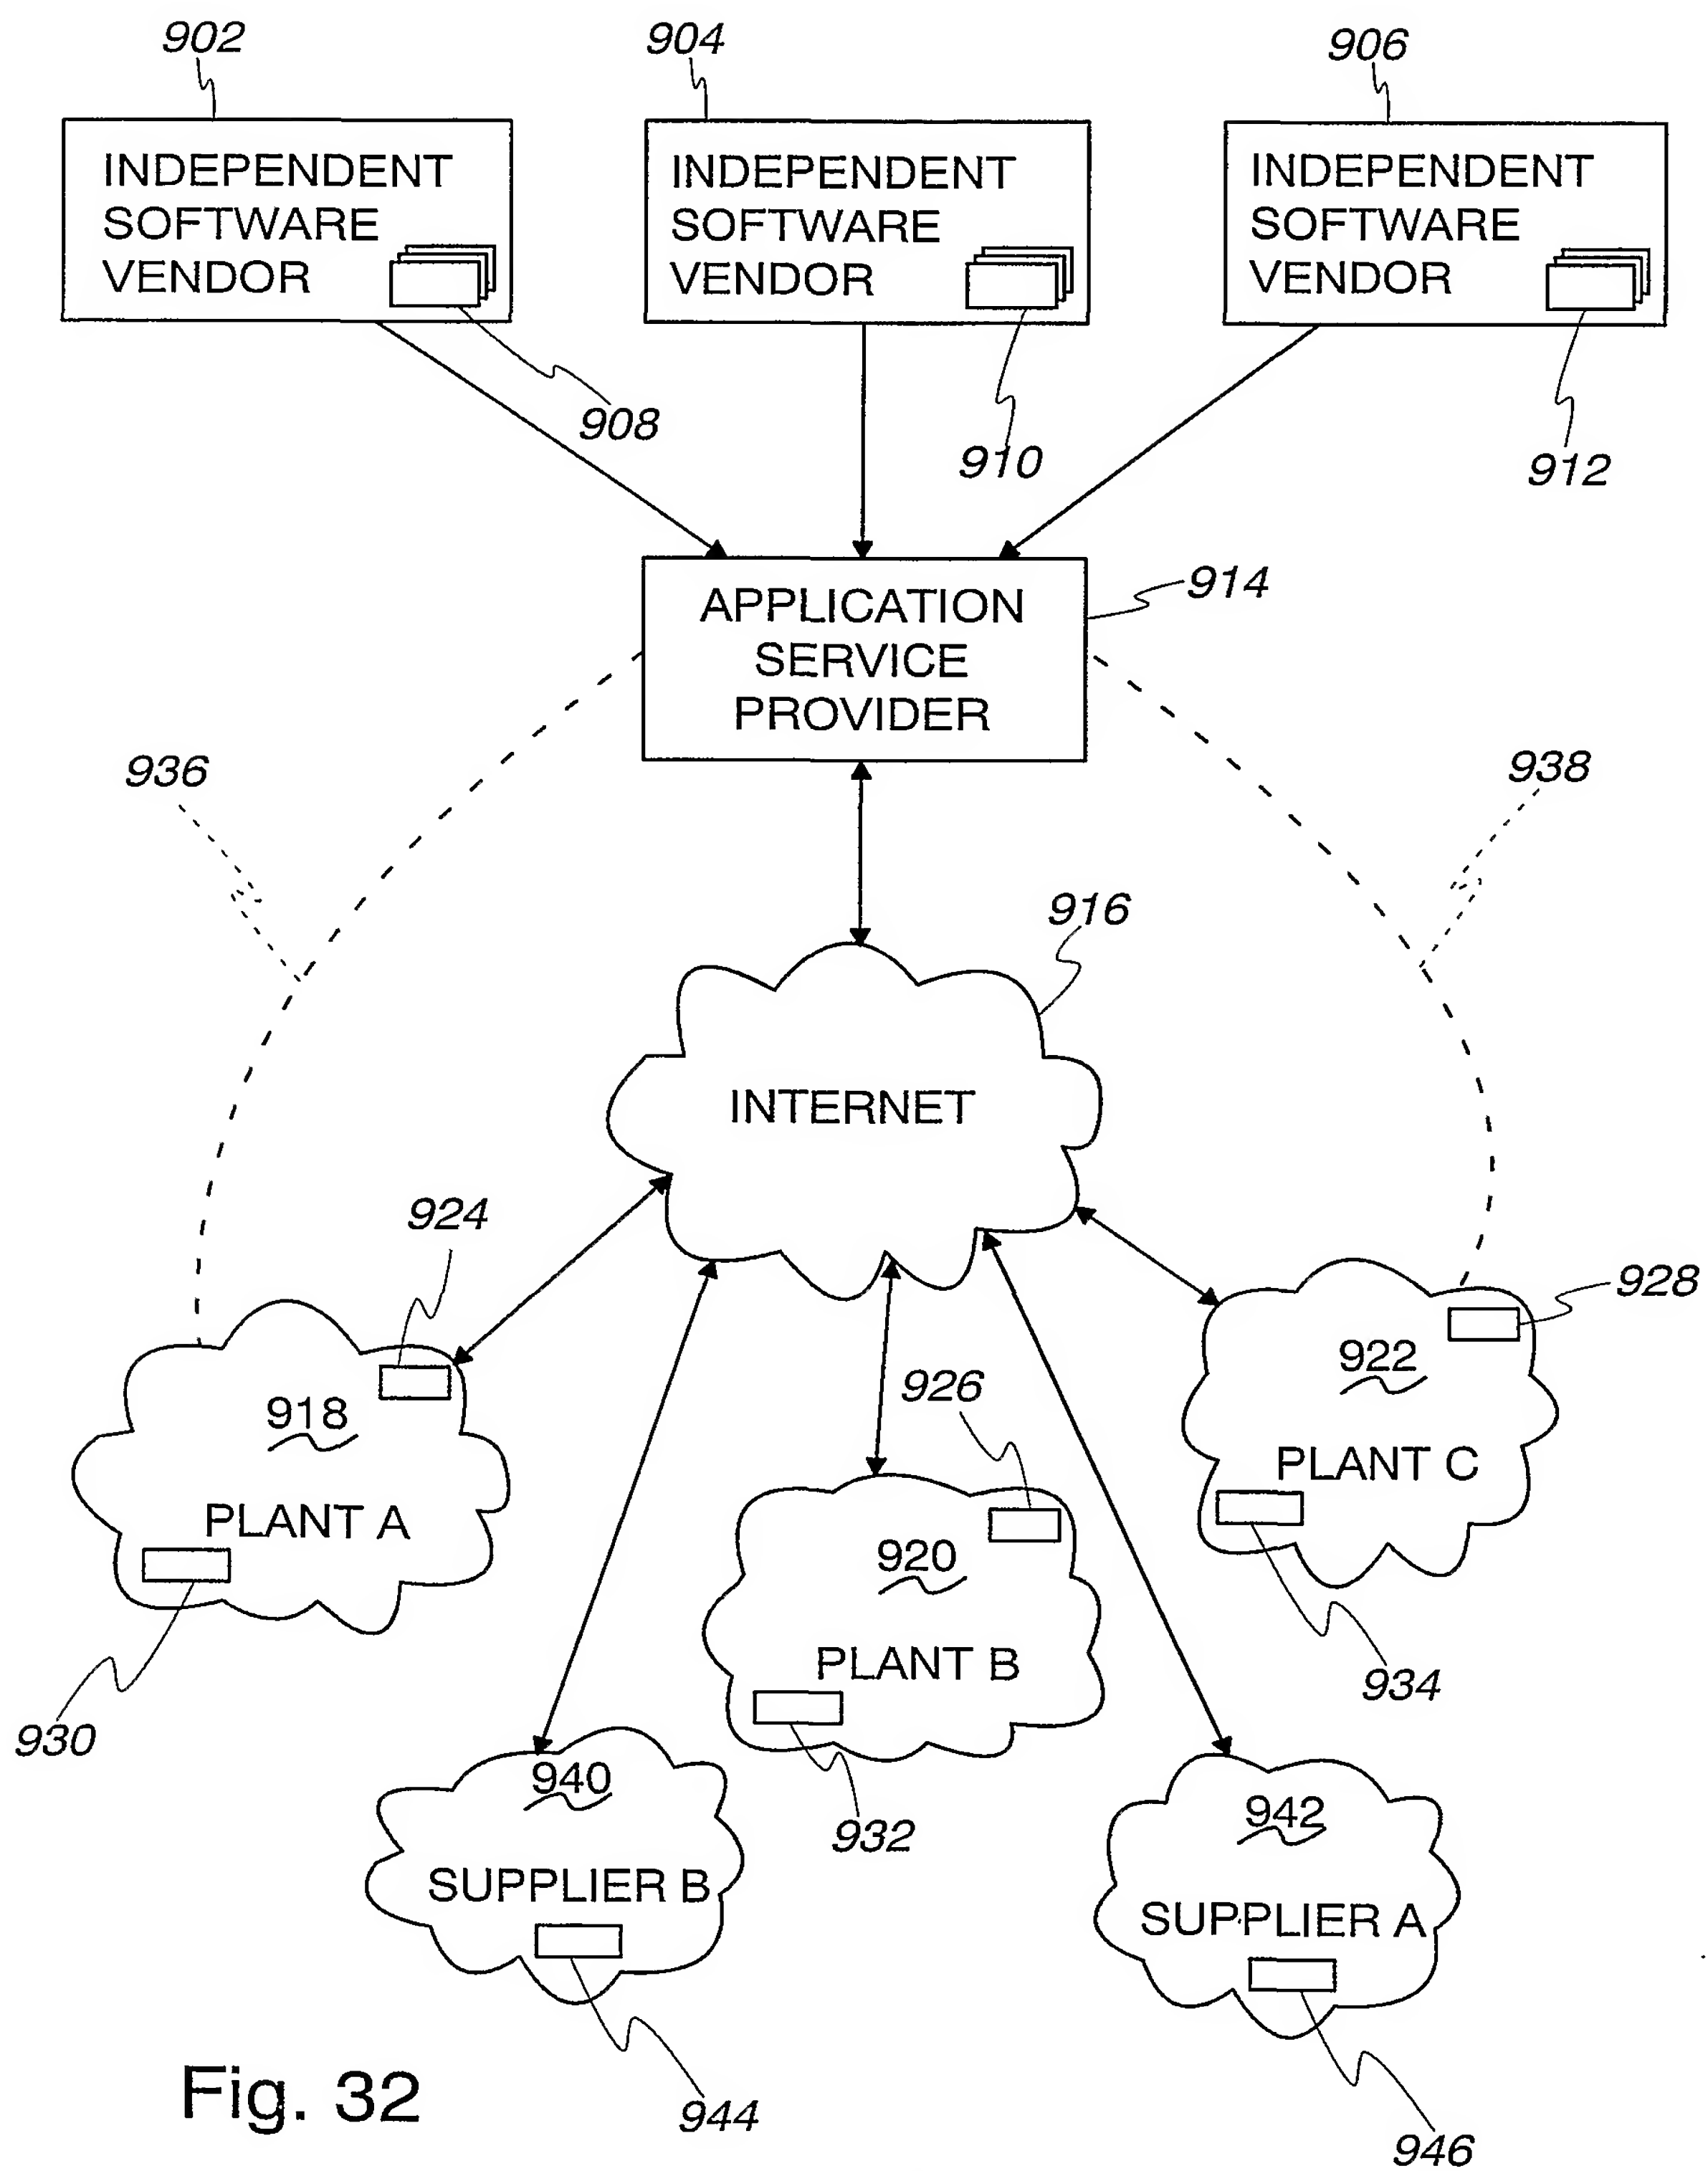 902
904
906
INDEPENDENT
SOFTWARE
VENDOR
INDEPENDENT
SOFTWARE
VENDOR
INDEPENDENT
SOFTWARE
VENDOR
908
910
912
APPLICATION
SERVICE
PROVIDER
914
936
938
916
INTERNET
924
928
918
PLANT A
926
922
PLANT C
920
PLANT B
930
934
932
940
SUPPLIER B
942
SUPPLIER A
944
946
Fig. 32